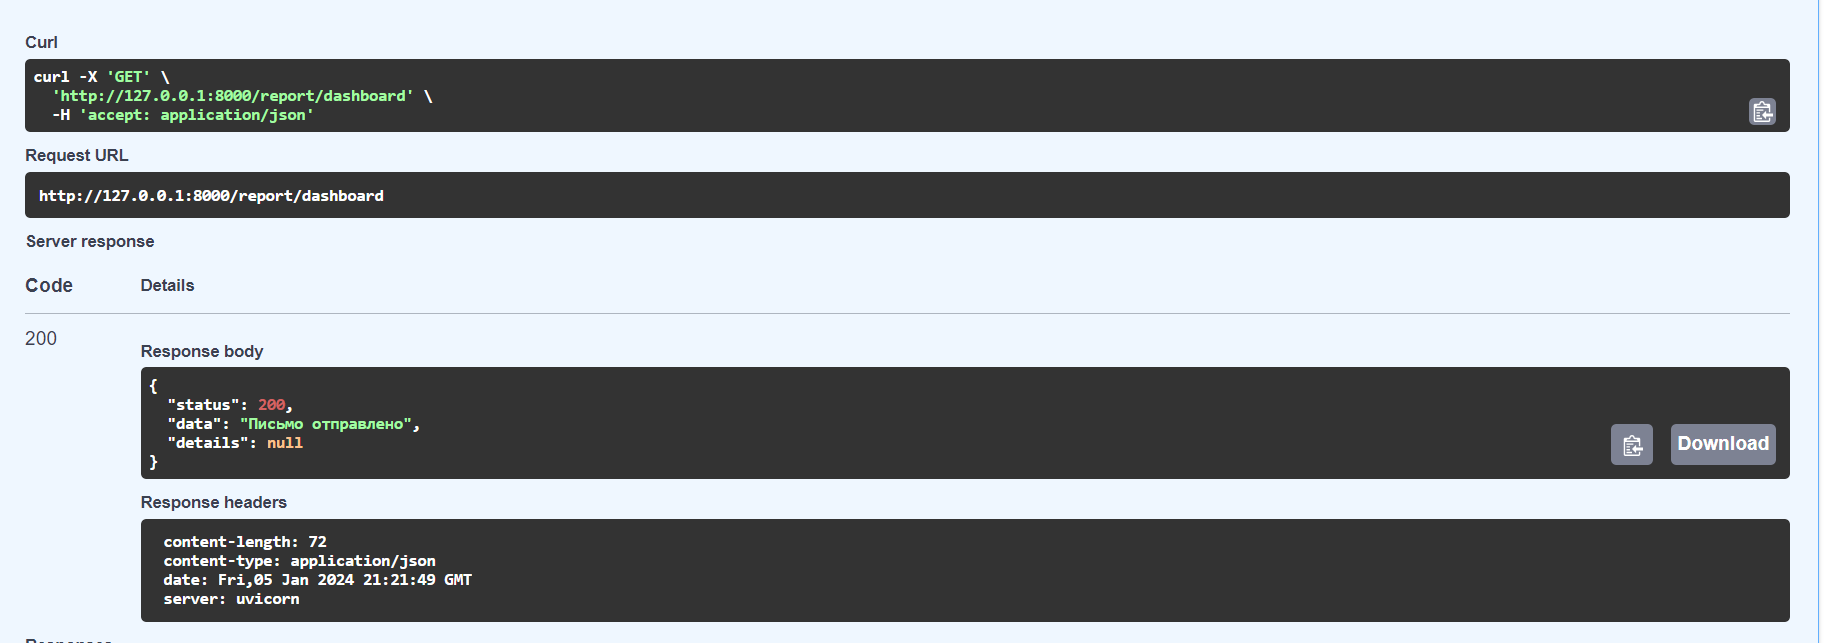 Curl
curl -X 'GET' \
'http://127.0.0.1:8000/report/dashboard' \
-H 'accept: application/json'
Request URL
http://127.0.0.1:8000/report/dashboard
Server response
Code Details
200
Response body
{
"status": 200,
"data": "Письмо отправлено",
"details": null
}
Download
Response headers
content-length: 72
content-type: application/json
date: Fri,05 Jan 2024 21:21:49 GMT
server: uvicorn
Responses